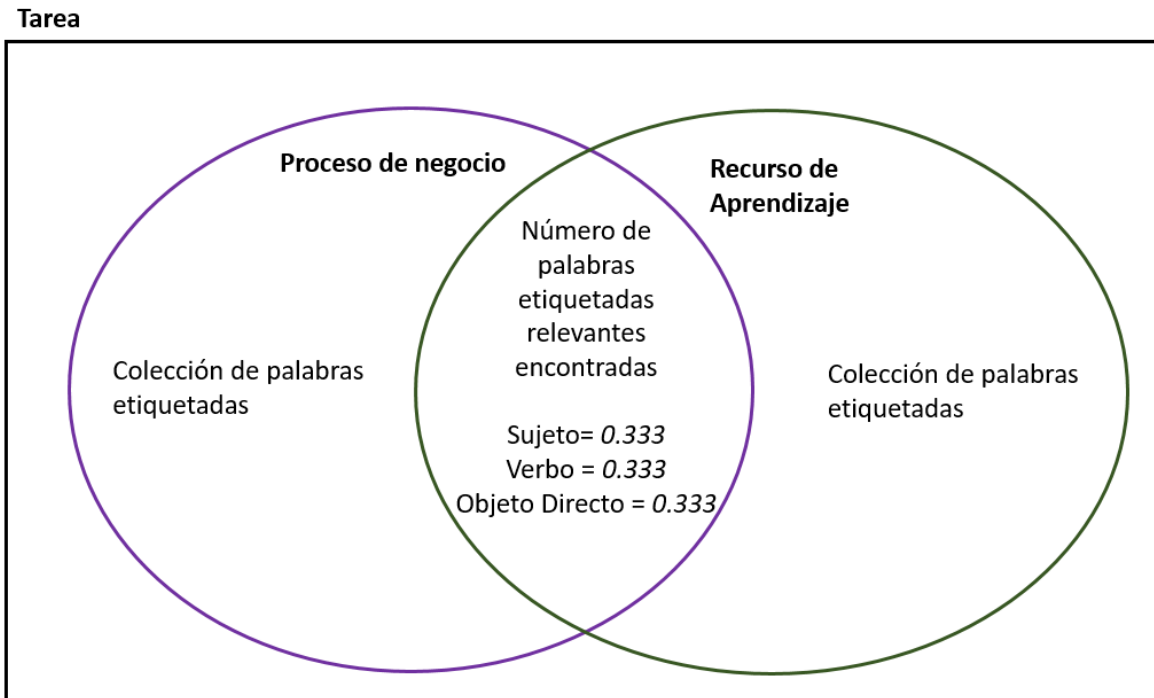 Tarea
Proceso de negocio
Recurso de
Aprendizaje
Número de
palabras
etiquetadas
relevantes
encontradas
Colección de palabras
etiquetadas
Colección de palabras
etiquetadas
Sujeto= 0.333
Verbo = 0.333
Objeto Directo = 0.333